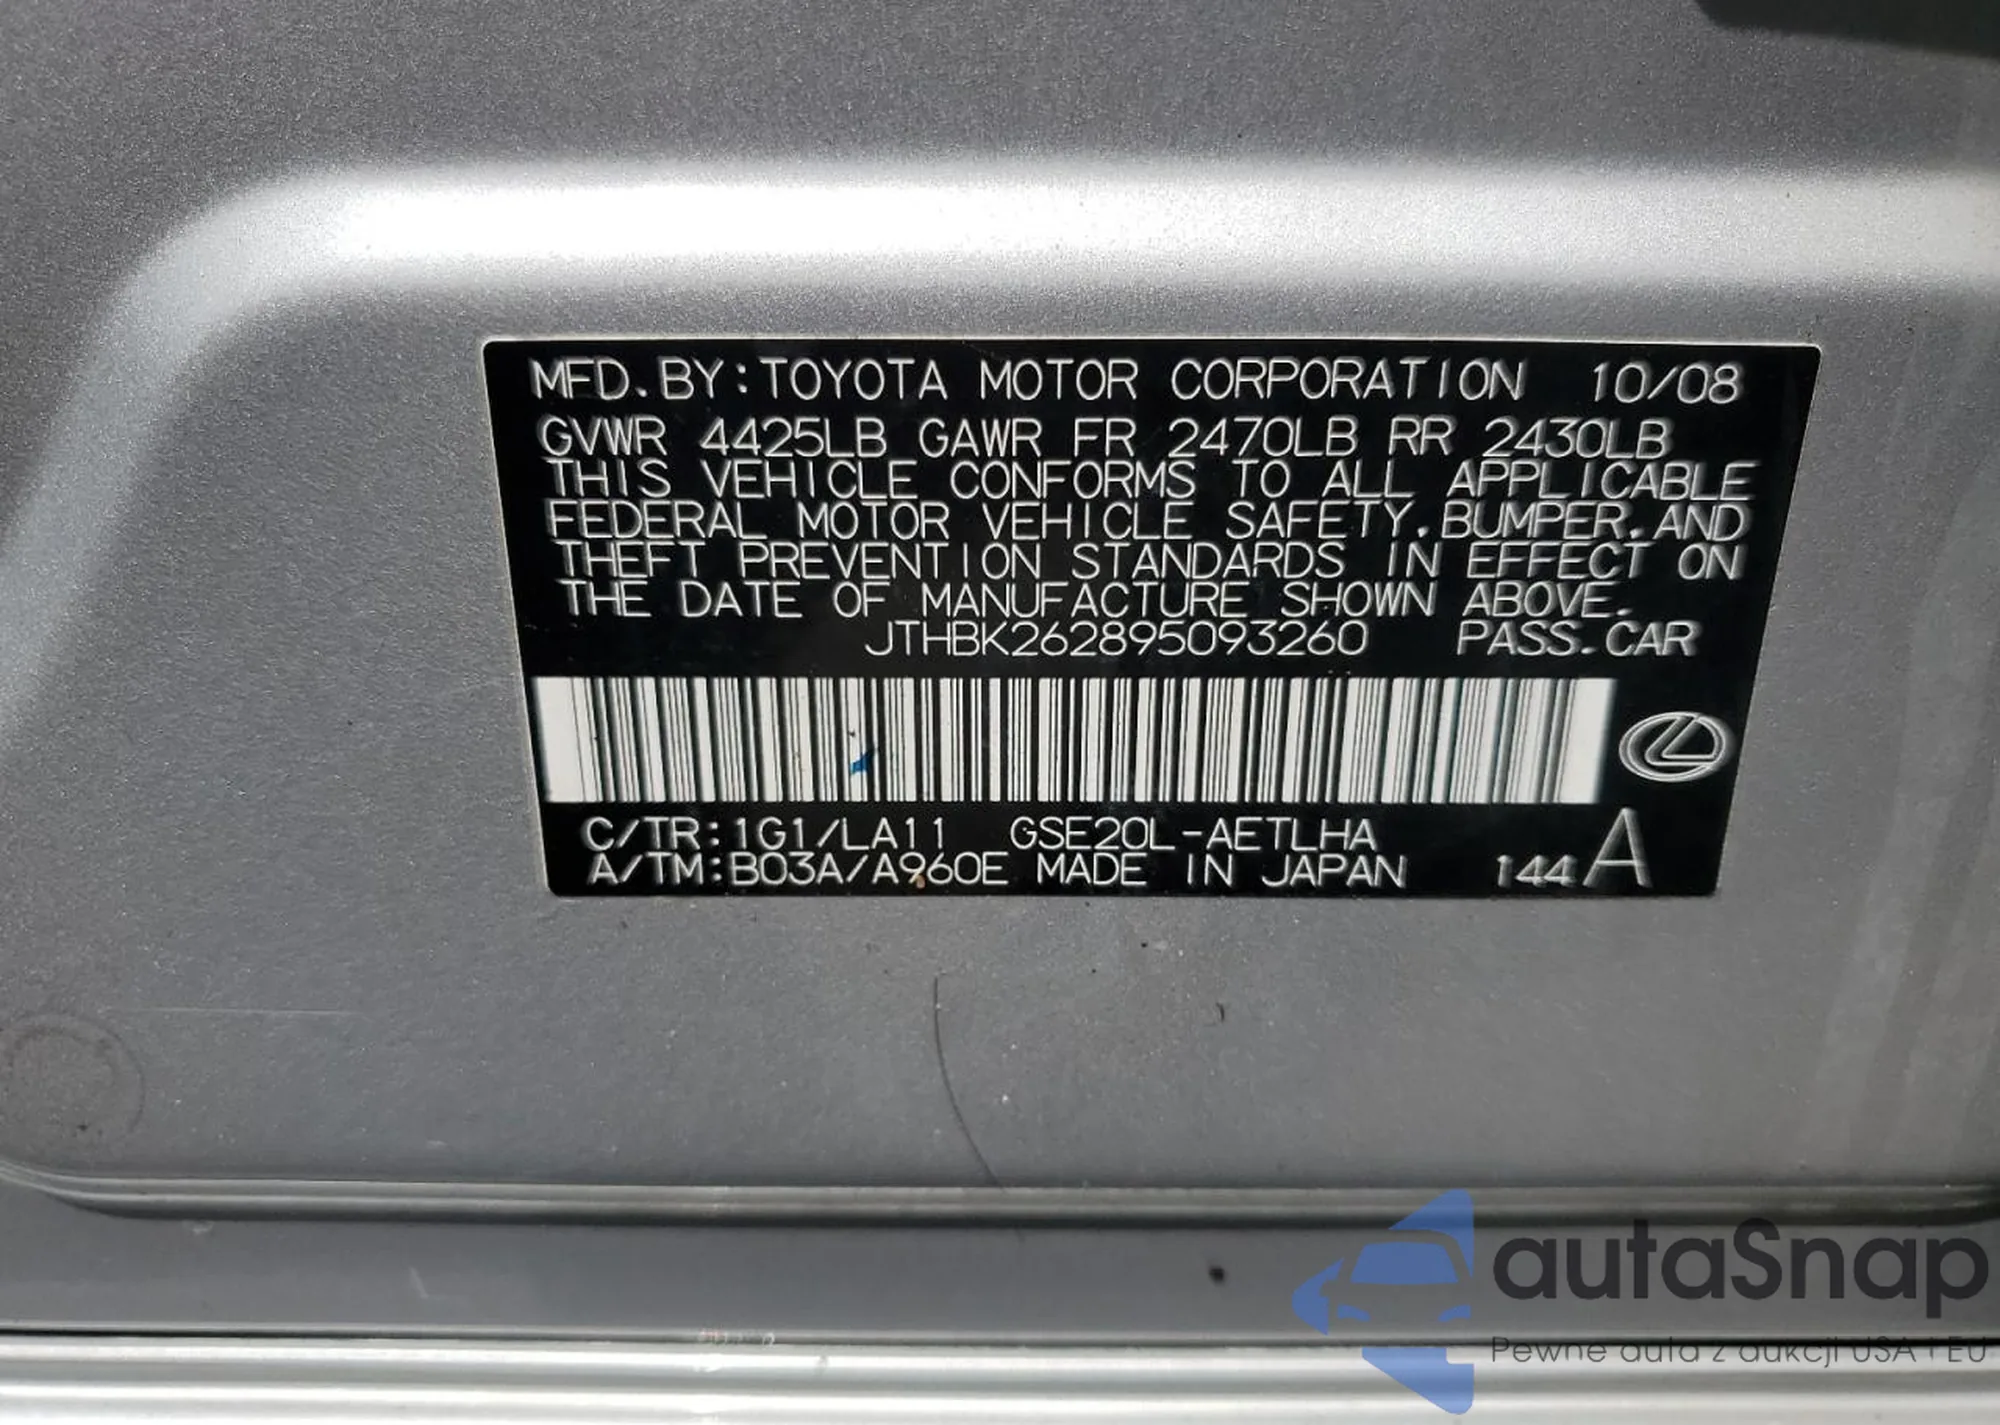 MFD. BY: TOYOTA MOTOR CORPORATION 10/08
GVWR 4425LB GAWR FR 2470LB RR 2430LB
THIS VEHICLE CONFORMS TO ALL APPLICABLE
FEDERAL MOTOR VEHICLE SAFETY, BUMPER, AND
THEFT PREVENTION STANDARDS IN EFFECT ON
THE DATE OF MANUFACTURE SHOWN ABOVE.
JTHBK262895093260 PASS. CAR
C/TR: 1G1/LA11 GSE20L-AETLHA
A/TM: B03A/A960E MADE IN JAPAN 144 A
autaSnap
Pewne auta z aukcji USA i EU